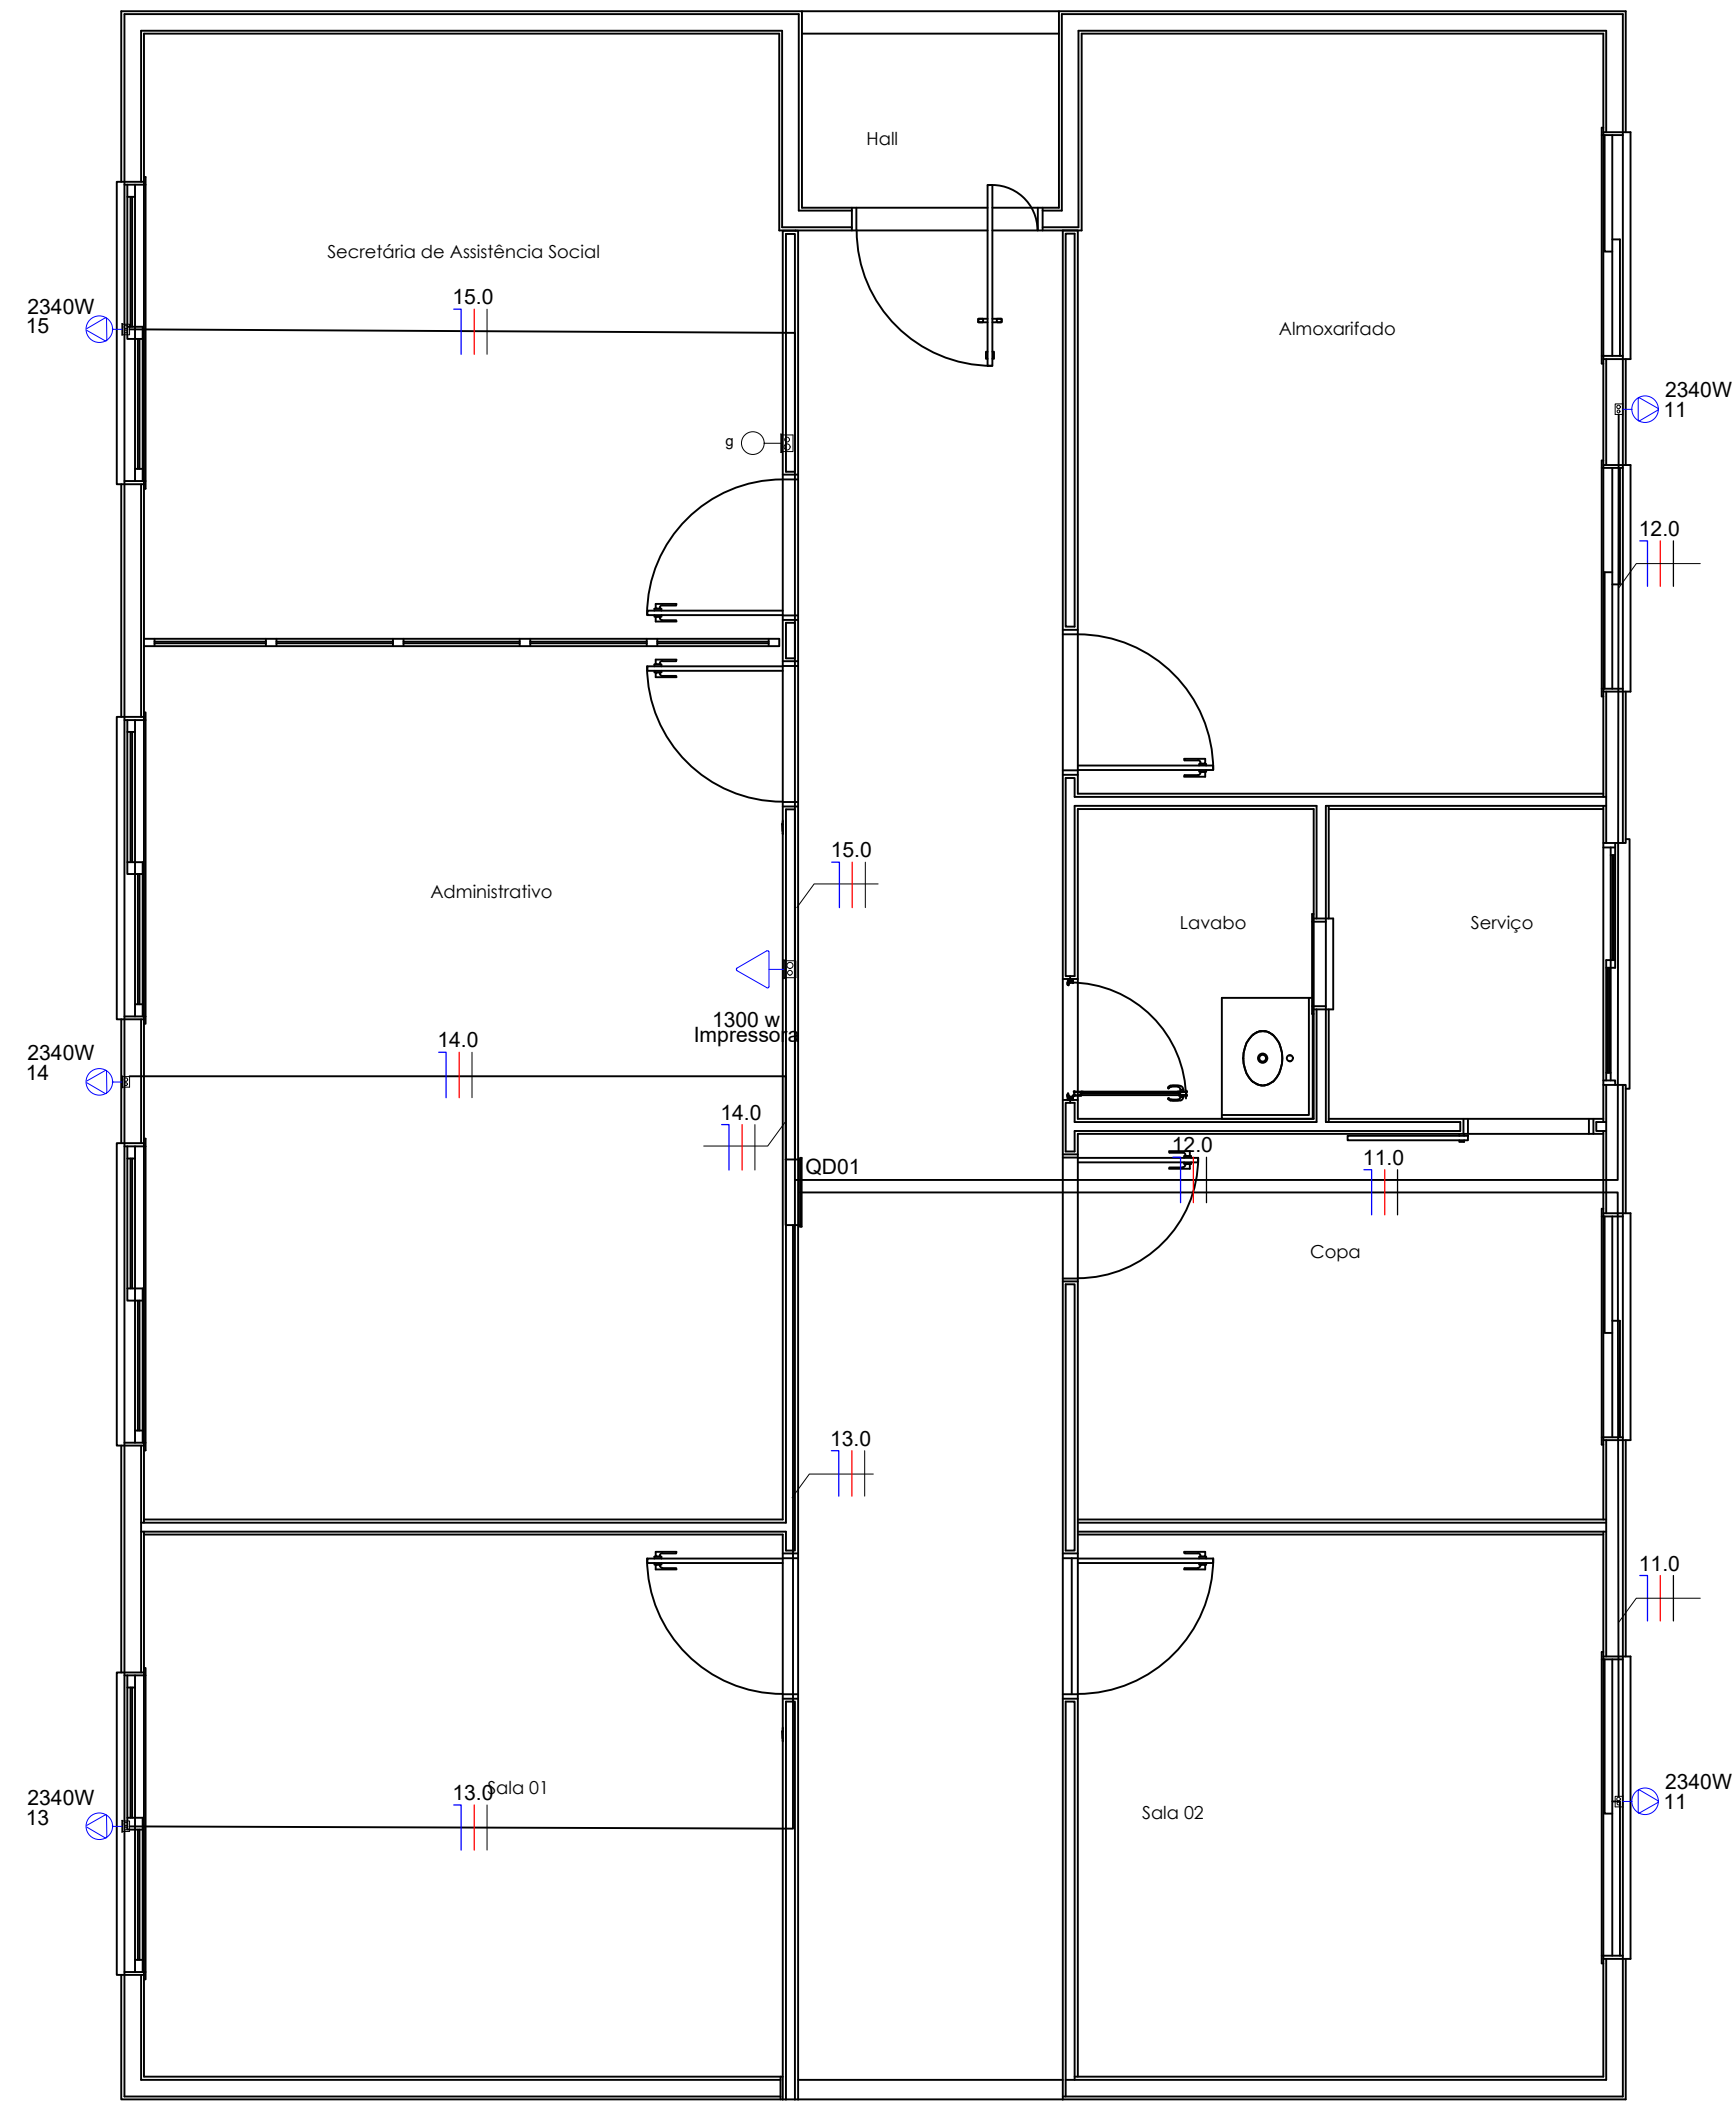 Hall
Secretária de Assistência Social
15.0
2340W
15
Almoxarifado
2340W
11
g
12.0
15.0
Administrativo
Lavabo
Serviço
1300 w
Impressora
14.0
2340W
14
14.0
12.0
11.0
QD01
Copa
13.0
11.0
2340W
13
13.0
Sala 01
Sala 02
2340W
11